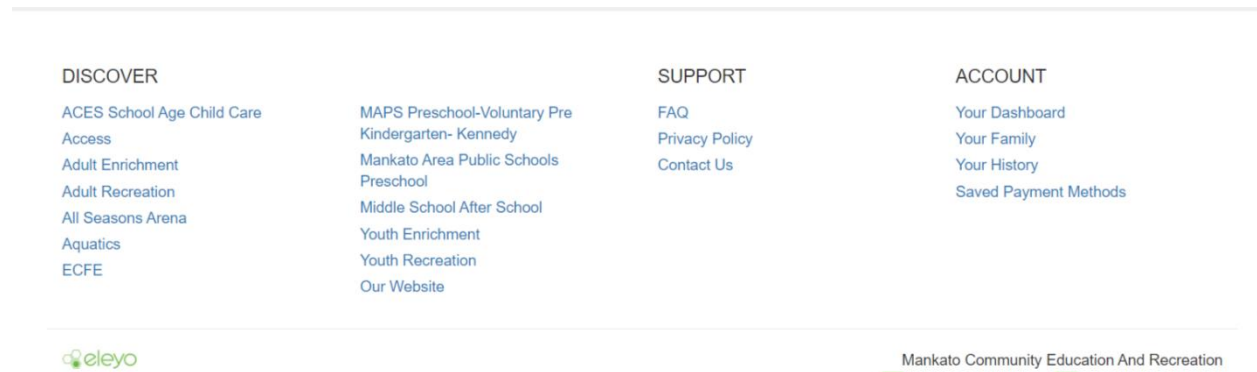 DISCOVER
ACES School Age Child Care
Access
Adult Enrichment
Adult Recreation
All Seasons Arena
Aquatics
ECFE
MAPS Preschool-Voluntary Pre
Kindergarten- Kennedy
Mankato Area Public Schools
Preschool
Middle School After School
Youth Enrichment
Youth Recreation
Our Website
SUPPORT
FAQ
Privacy Policy
Contact Us
ACCOUNT
Your Dashboard
Your Family
Your History
Saved Payment Methods
eleyo
Mankato Community Education And Recreation